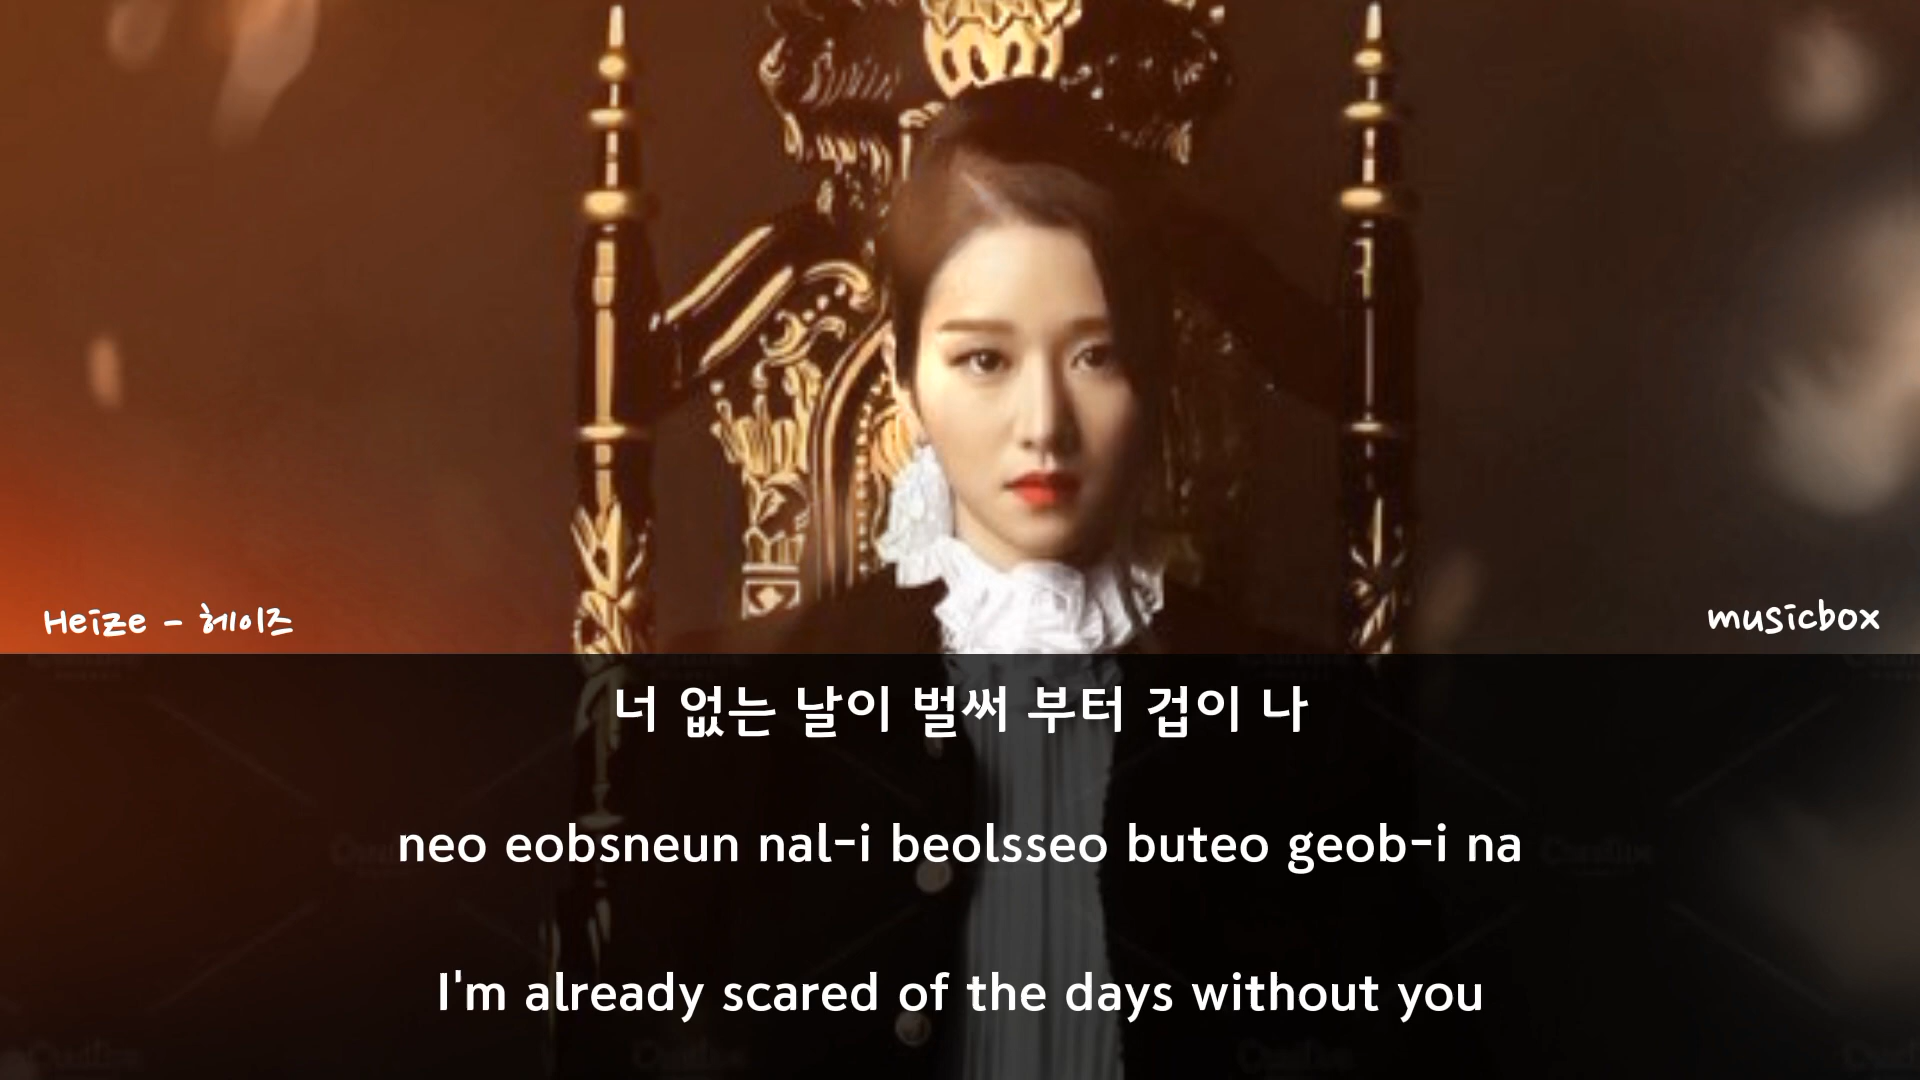 Heize - 헤이즈
musicbox
너 없는 날이 벌써 부터 겁이 나
neo eobsneun nal-i beolsseo buteo geob-i na
I'm already scared of the days without you